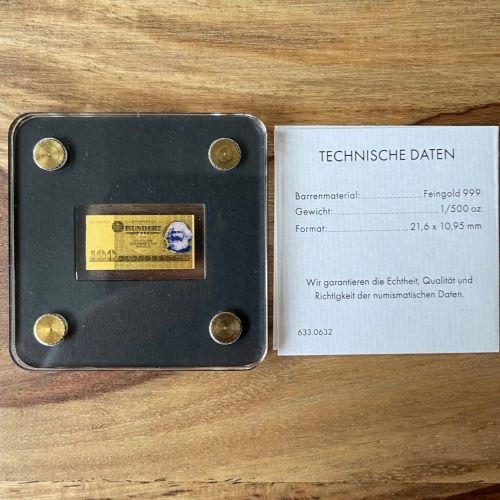 HUNDERT
100
TECHNISCHE DATEN
Barrenmaterial: ...................... Feingold 999
Gewicht: .................................... 1/500 oz
Format: ......................... 21,6 x 10,95 mm
Wir garantieren die Echtheit, Qualität und
Richtigkeit der numismatischen Daten.
633.0632